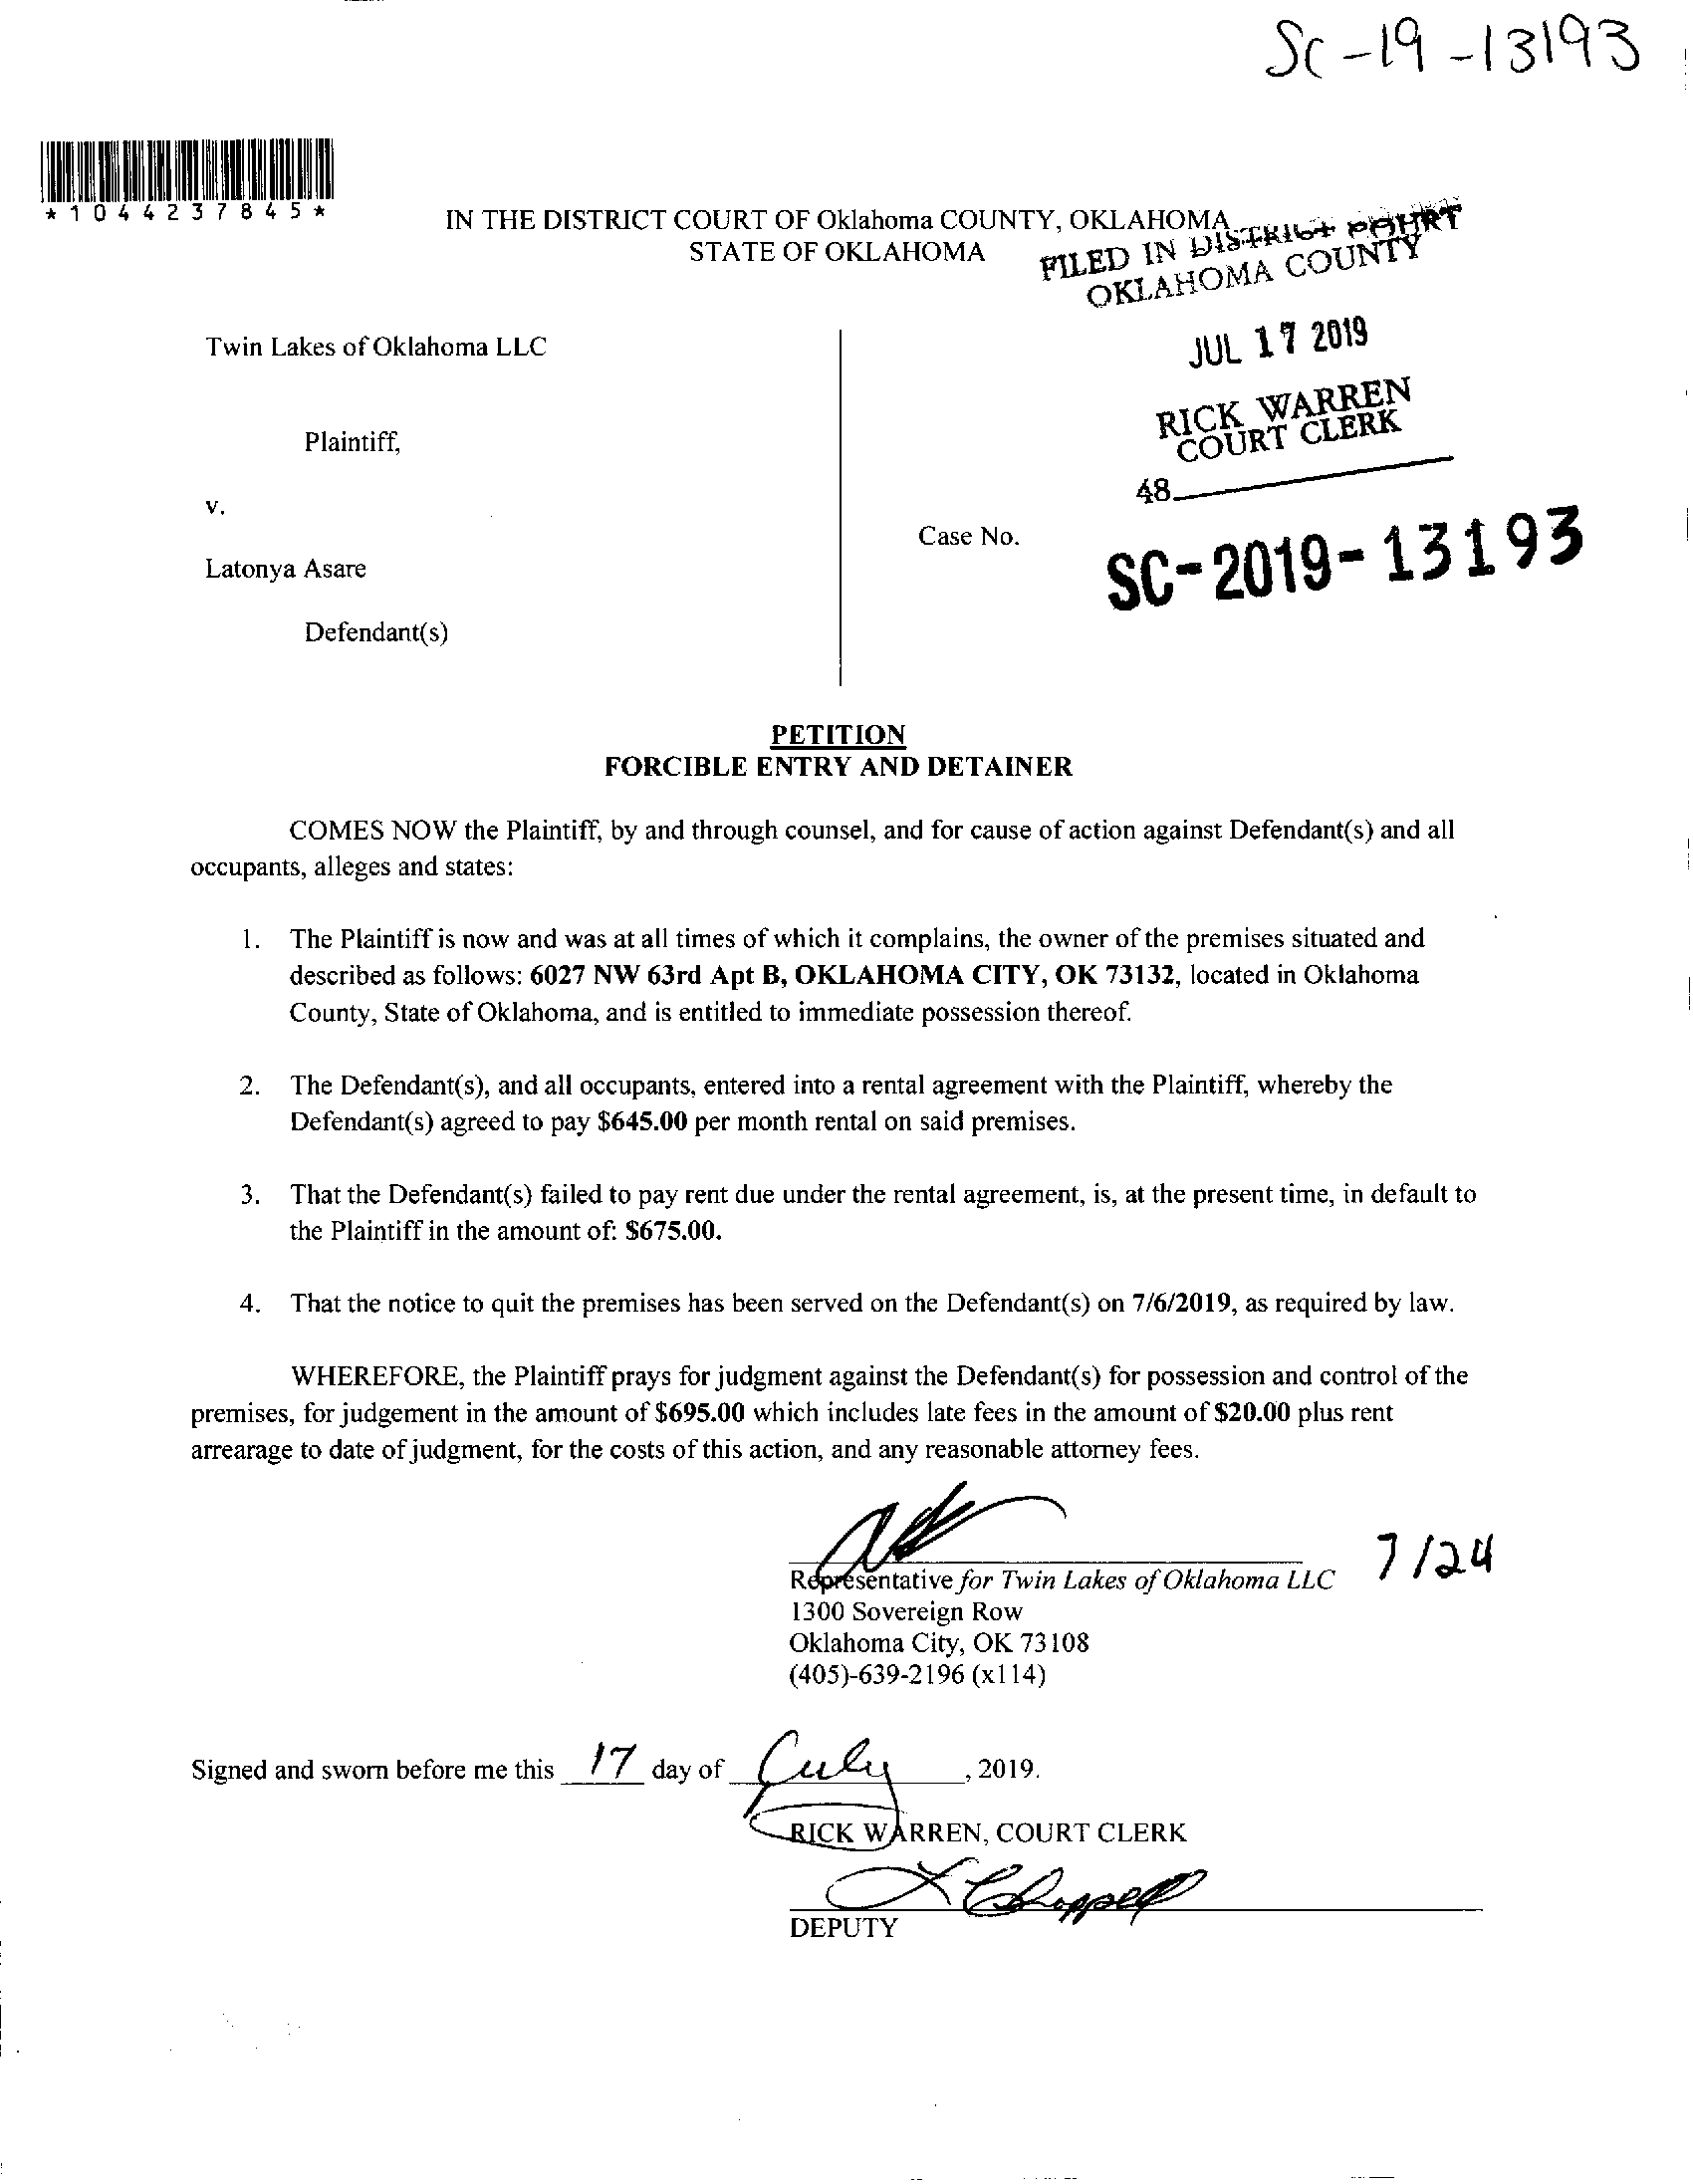 SC-19-13193
*1044237845*
IN THE DISTRICT COURT OF Oklahoma COUNTY, OKLAHOMA
STATE OF OKLAHOMA
FILED IN DISTRICT COURT
OKLAHOMA COUNTY
JUL 17 2019
RICK WARREN
COURT CLERK
48
Twin Lakes of Oklahoma LLC
Plaintiff,
v.
Case No.
SC-2019-13193
Latonya Asare
Defendant(s)
PETITION
FORCIBLE ENTRY AND DETAINER
COMES NOW the Plaintiff, by and through counsel, and for cause of action against Defendant(s) and all
occupants, alleges and states:
1. The Plaintiff is now and was at all times of which it complains, the owner of the premises situated and
described as follows: 6027 NW 63rd Apt B, OKLAHOMA CITY, OK 73132, located in Oklahoma
County, State of Oklahoma, and is entitled to immediate possession thereof.
2. The Defendant(s), and all occupants, entered into a rental agreement with the Plaintiff, whereby the
Defendant(s) agreed to pay $645.00 per month rental on said premises.
3. That the Defendant(s) failed to pay rent due under the rental agreement, is, at the present time, in default to
the Plaintiff in the amount of: $675.00.
4. That the notice to quit the premises has been served on the Defendant(s) on 7/6/2019, as required by law.
WHEREFORE, the Plaintiff prays for judgment against the Defendant(s) for possession and control of the
premises, for judgement in the amount of $695.00 which includes late fees in the amount of $20.00 plus rent
arrearage to date of judgment, for the costs of this action, and any reasonable attorney fees.
7/24
Representative for Twin Lakes of Oklahoma LLC
1300 Sovereign Row
Oklahoma City, OK 73108
(405)-639-2196 (x114)
Signed and sworn before me this 17 day of July, 2019.
RICK WARREN, COURT CLERK
DEPUTY